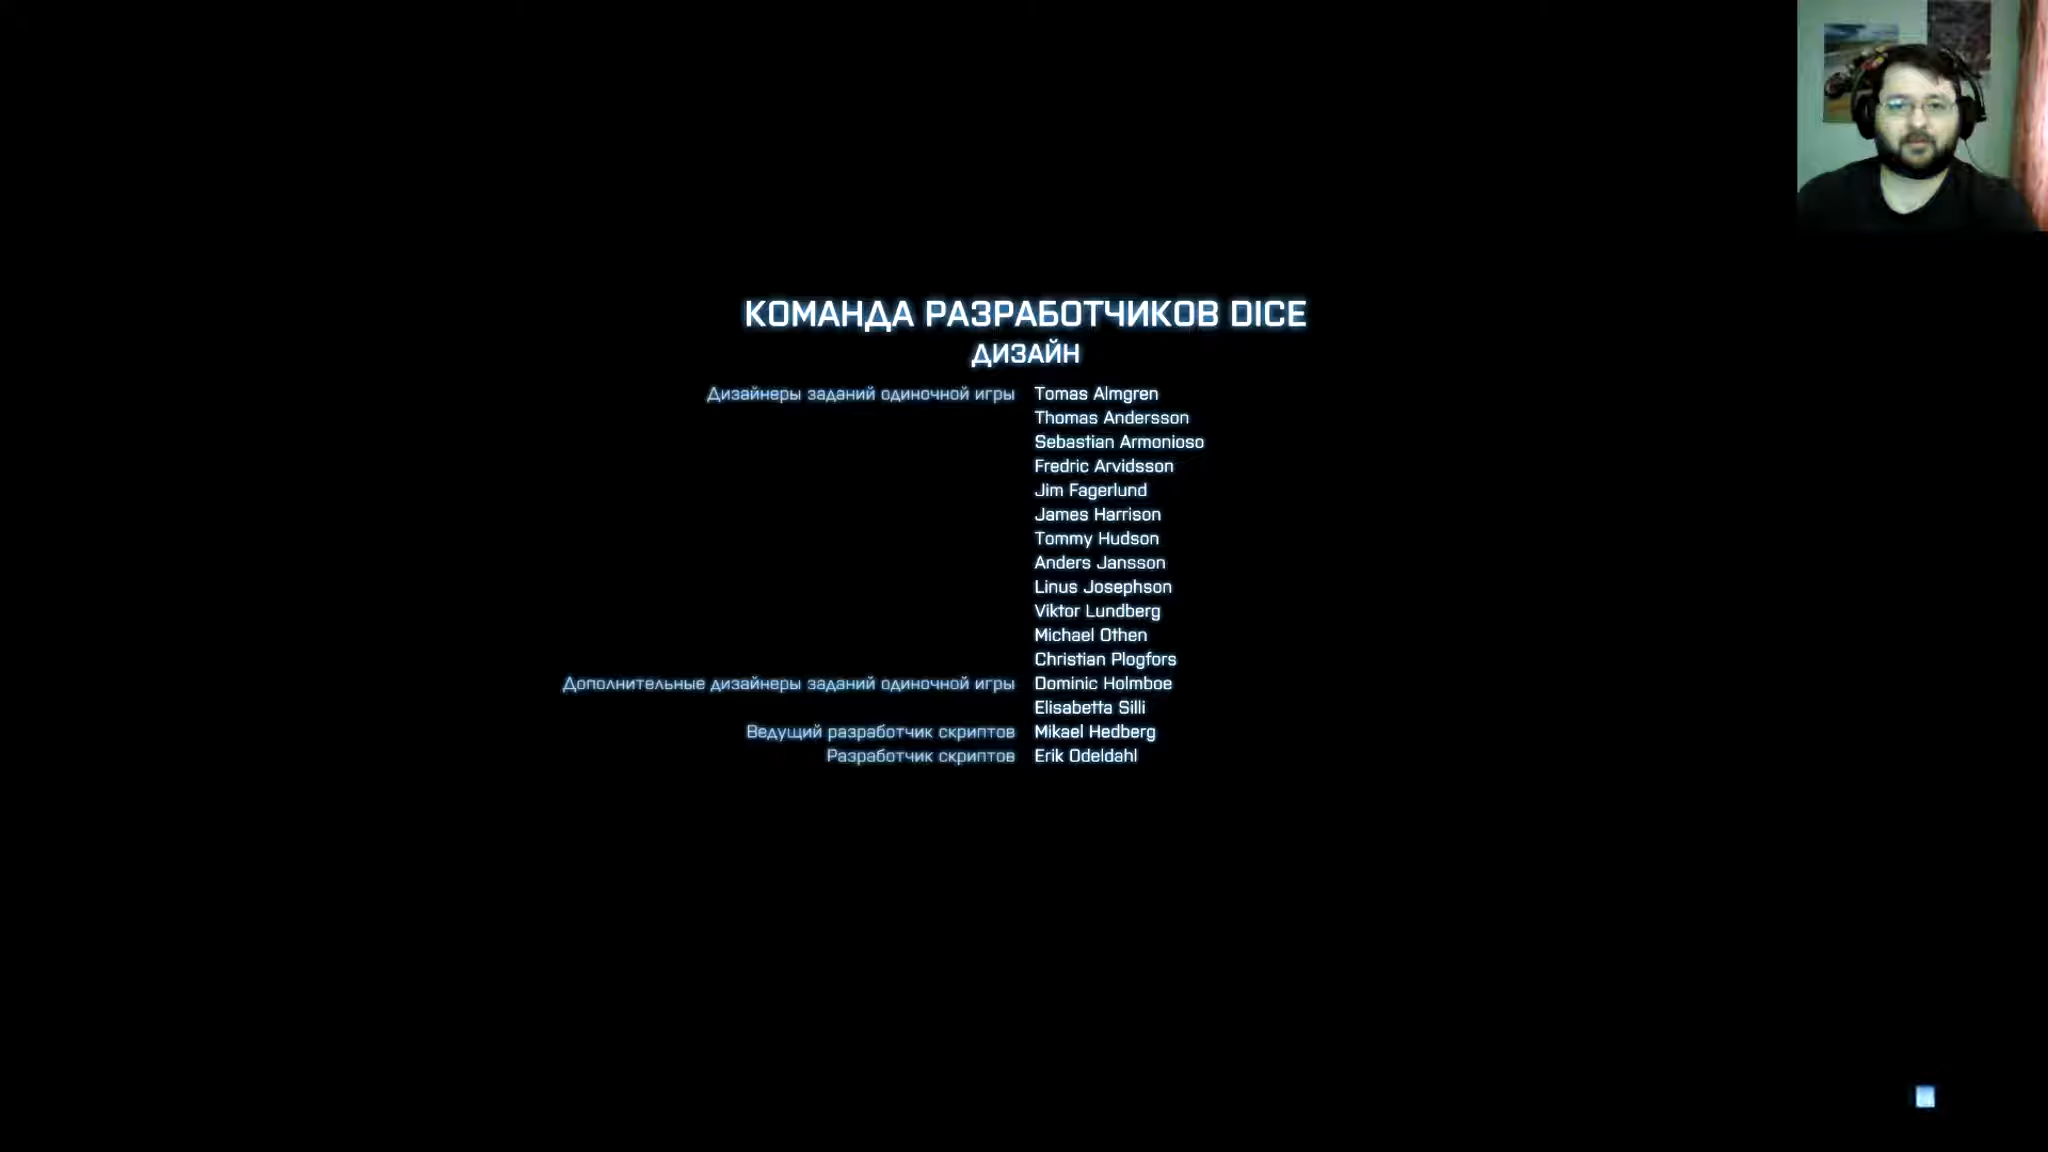 КОМАНДА РАЗРАБОТЧИКОВ DICE
ДИЗАЙН
Дизайнеры заданий одиночной игры Tomas Almgren
Thomas Andersson
Sebastian Armonioso
Fredric Arvidsson
Jim Fagerlund
James Harrison
Tommy Hudson
Anders Jansson
Linus Josephson
Viktor Lundberg
Michael Othen
Christian Plogfors
Дополнительные дизайнеры заданий одиночной игры Dominic Holmboe
Elisabetta Silli
Ведущий разработчик скриптов Mikael Hedberg
Разработчик скриптов Erik Odeldahl